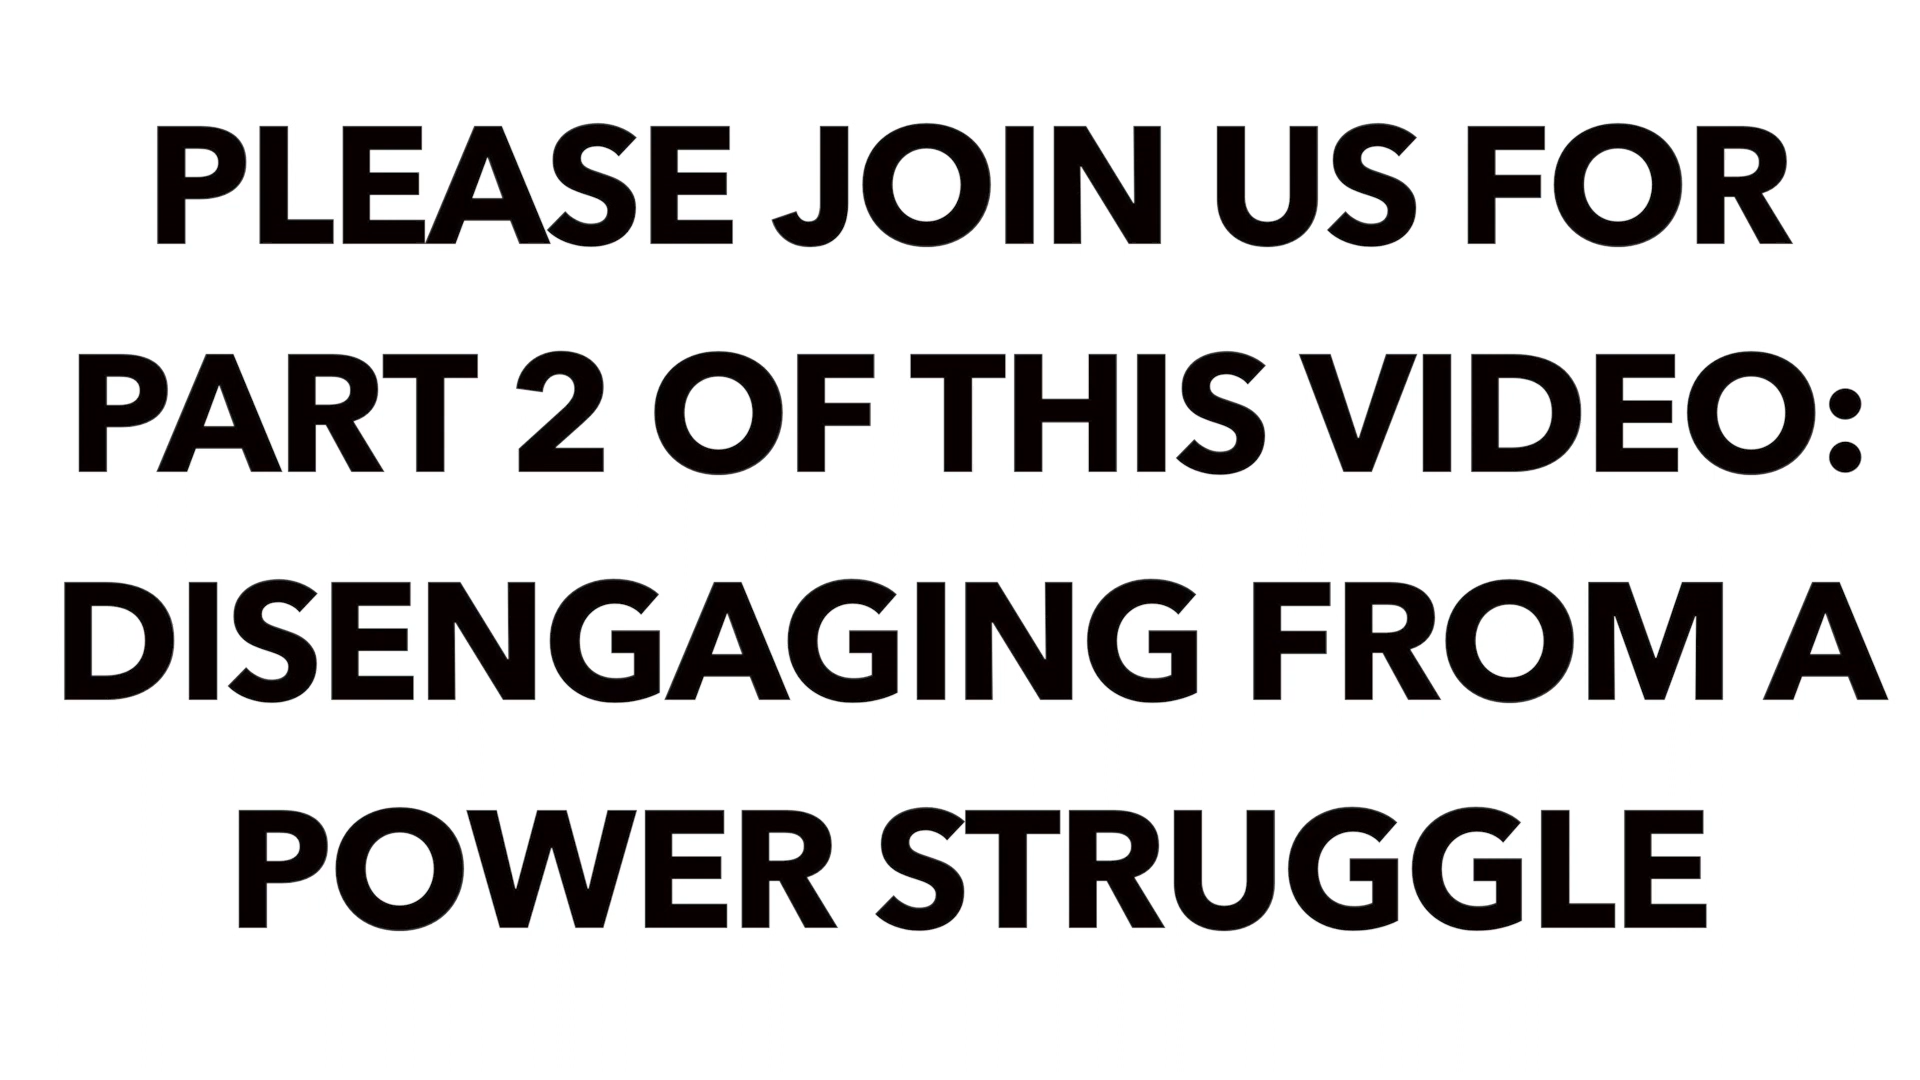 PLEASE JOIN US FOR
PART 2 OF THIS VIDEO:
DISENGAGING FROM A
POWER STRUGGLE